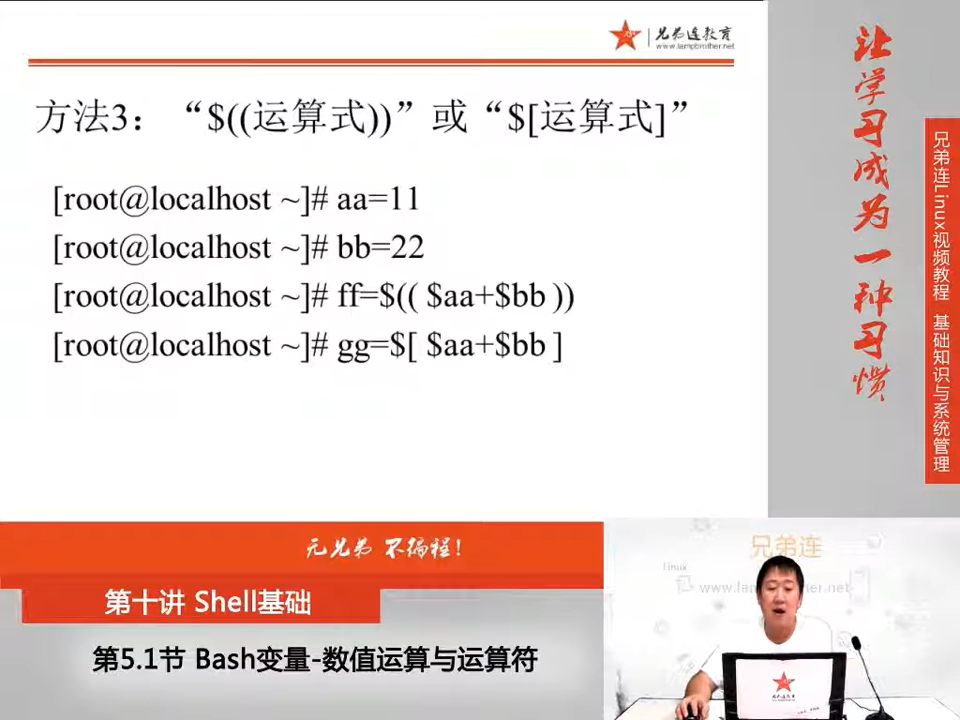 兄弟连教育
www.lampbrother.net
方法3：“$((运算式))”或“$[运算式]”
[root@localhost ~]# aa=11
[root@localhost ~]# bb=22
[root@localhost ~]# ff=$(( $aa+$bb ))
[root@localhost ~]# gg=$[ $aa+$bb ]
让学习成为一种习惯
兄弟连Linux视频教程 基础知识与系统管理
无兄弟 不编程!
第十讲 Shell基础
第5.1节 Bash变量-数值运算与运算符
兄弟连
linux